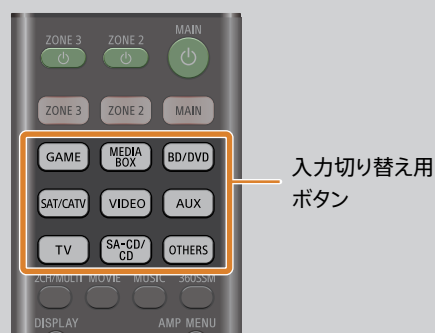 ZONE 3 ZONE 2 MAIN
ZONE 3 ZONE 2 MAIN
GAME MEDIA BOX BD/DVD
SAT/CATV VIDEO AUX
TV SA-CD/CD OTHERS
入力切り替え用
ボタン
2CH/MULTI MOVIE MUSIC 360SSM
DISPLAY AMP MENU